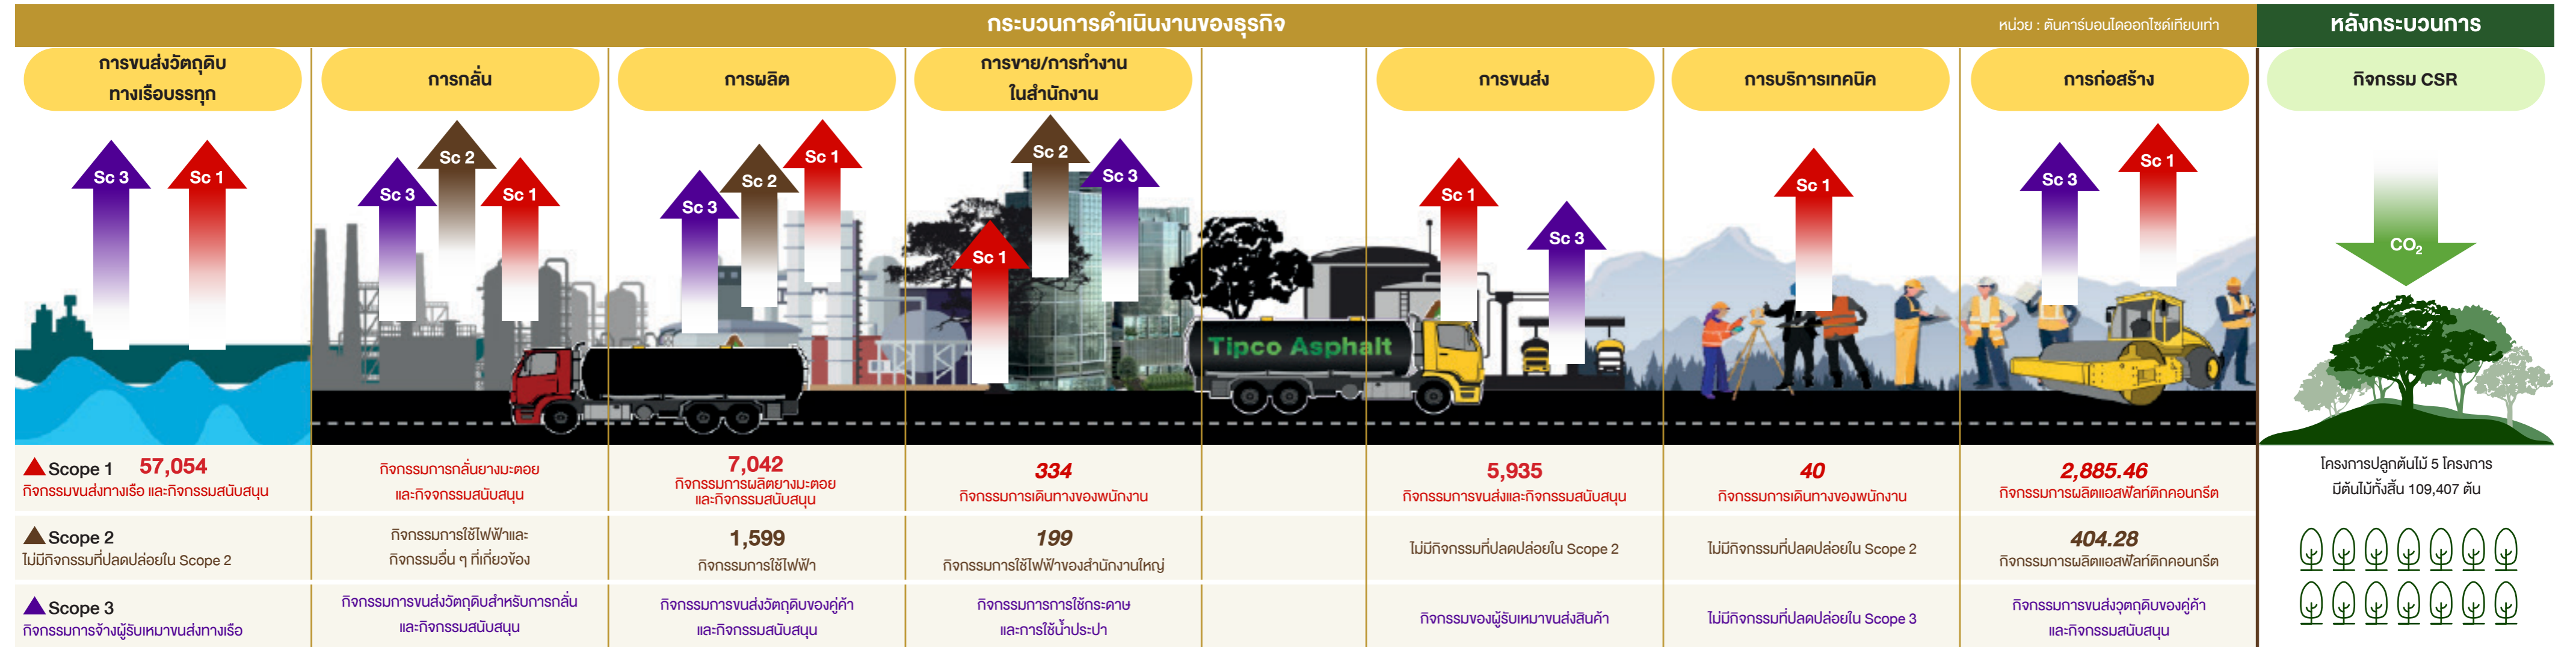 กระบวนการดำเนินงานของธุรกิจ
หน่วย : ตันคาร์บอนไดออกไซด์เทียบเท่า
หลังกระบวนการ
การขนส่งวัตถุดิบ
ทางเรือบรรทุก
การกลั่น
การผลิต
การขาย/การทำงาน
ในสำนักงาน
การขนส่ง
การบริการเทคนิค
การก่อสร้าง
กิจกรรม CSR
Sc 3
Sc 1
Sc 3
Sc 2
Sc 1
Sc 3
Sc 2
Sc 1
Sc 1
Sc 2
Sc 3
Sc 1
Sc 3
Sc 1
Sc 3
Sc 1
CO₂
Tipco Asphalt
Scope 1 57,054
กิจกรรมขนส่งทางเรือ และกิจกรรมสนับสนุน
กิจกรรมการกลั่นยางมะตอย
และกิจจกรรมสนับสนุน
7,042
กิจกรรมการผลิตยางมะตอย
และกิจกรรมสนับสนุน
334
กิจกรรมการเดินทางของพนักงาน
5,935
กิจกรรมการขนส่งและกิจกรรมสนับสนุน
40
กิจกรรมการเดินทางของพนักงาน
2,885.46
กิจกรรมการผลิตแอสฟัลท์ติกคอนกรีต
โครงการปลูกต้นไม้ 5 โครงการ
มีต้นไม้ทั้งสิ้น 109,407 ต้น
Scope 2
ไม่มีกิจกรรมที่ปลดปล่อยใน Scope 2
กิจกรรมการใช้ไฟฟ้าและ
กิจกรรมอื่น ๆ ที่เกี่ยวข้อง
1,599
กิจกรรมการใช้ไฟฟ้า
199
กิจกรรมการใช้ไฟฟ้าของสำนักงานใหญ่
ไม่มีกิจกรรมที่ปลดปล่อยใน Scope 2
ไม่มีกิจกรรมที่ปลดปล่อยใน Scope 2
404.28
กิจกรรมการผลิตแอสฟัลท์ติกคอนกรีต
Scope 3
กิจกรรมการจ้างผู้รับเหมาขนส่งทางเรือ
กิจกรรมการขนส่งวัตถุดิบสำหรับการกลั่น
และกิจกรรมสนับสนุน
กิจกรรมการขนส่งวัตถุดิบของคู่ค้า
และกิจกรรมสนับสนุน
กิจกรรมการการใช้กระดาษ
และการใช้น้ำประปา
กิจกรรมของผู้รับเหมาขนส่งสินค้า
ไม่มีกิจกรรมที่ปลดปล่อยใน Scope 3
กิจกรรมการขนส่งวุตถุดิบของคู่ค้า
และกิจกรรมสนับสนุน